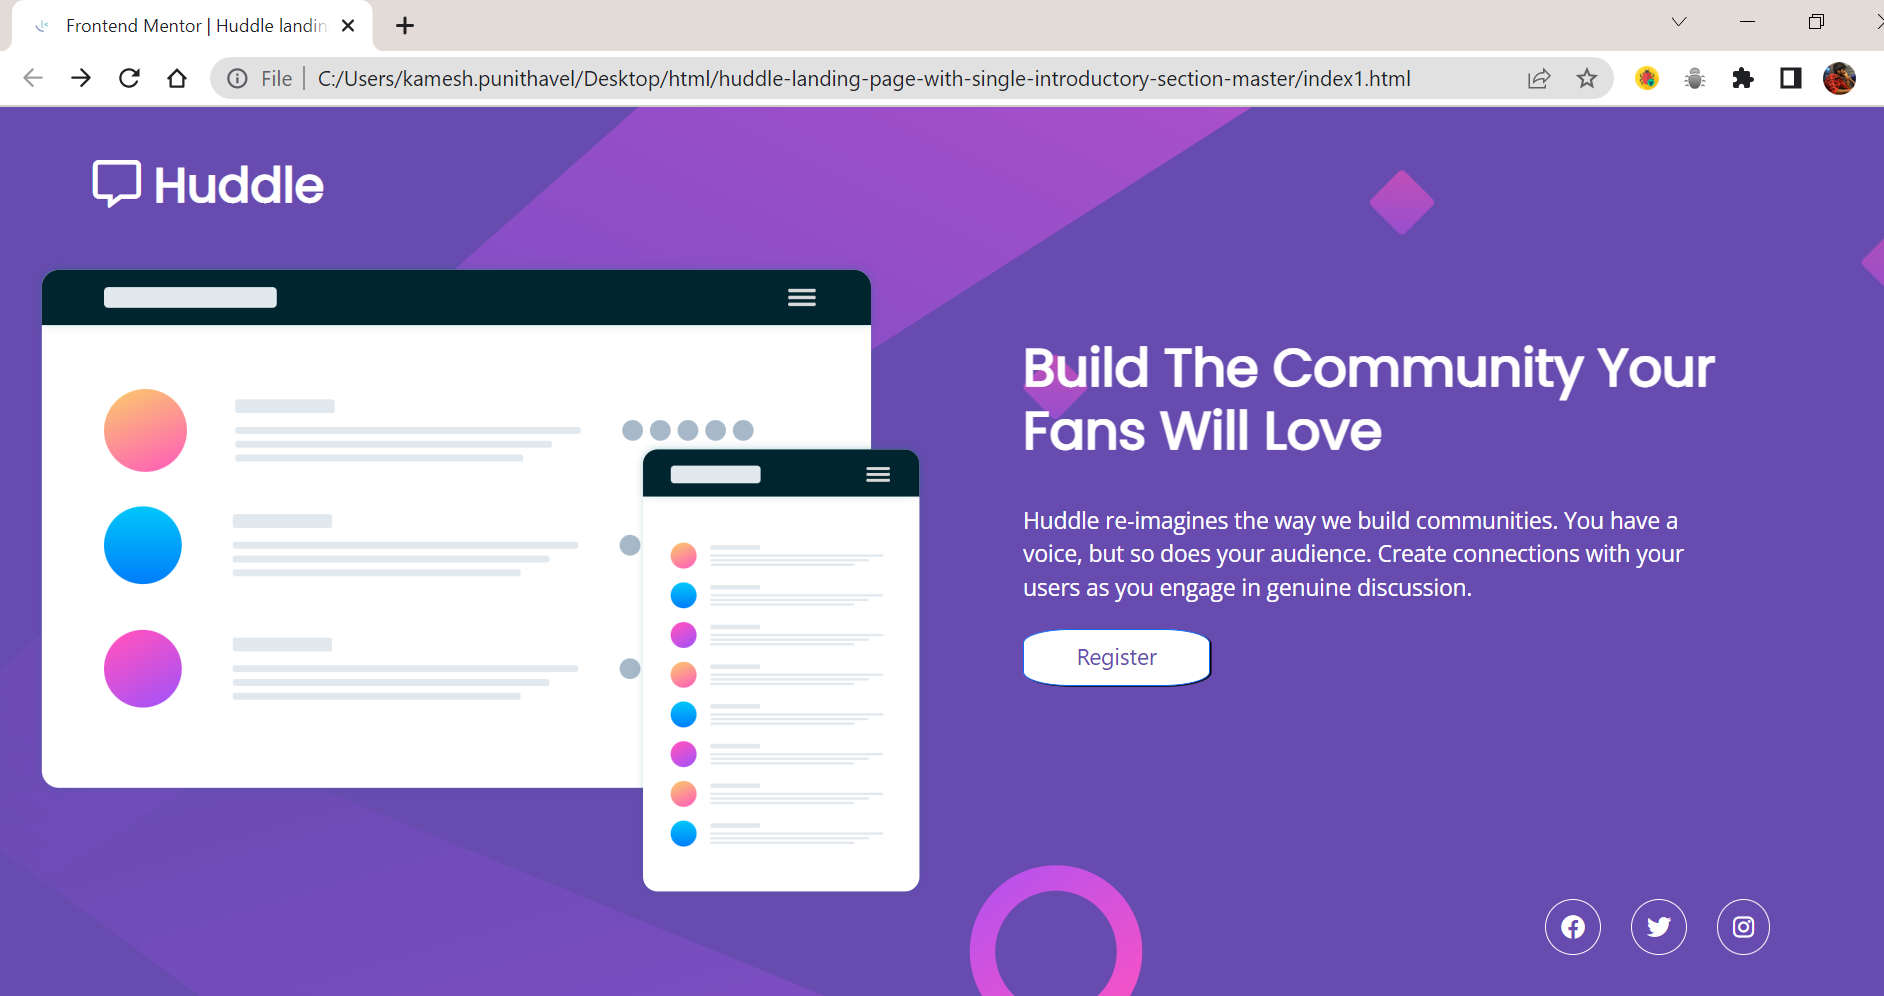 Frontend Mentor | Huddle landin
File
C:/Users/kamesh.punithavel/Desktop/html/huddle-landing-page-with-single-introductory-section-master/index1.html
Huddle
Build The Community Your
Fans Will Love
Huddle re-imagines the way we build communities. You have a
voice, but so does your audience. Create connections with your
users as you engage in genuine discussion.
Register